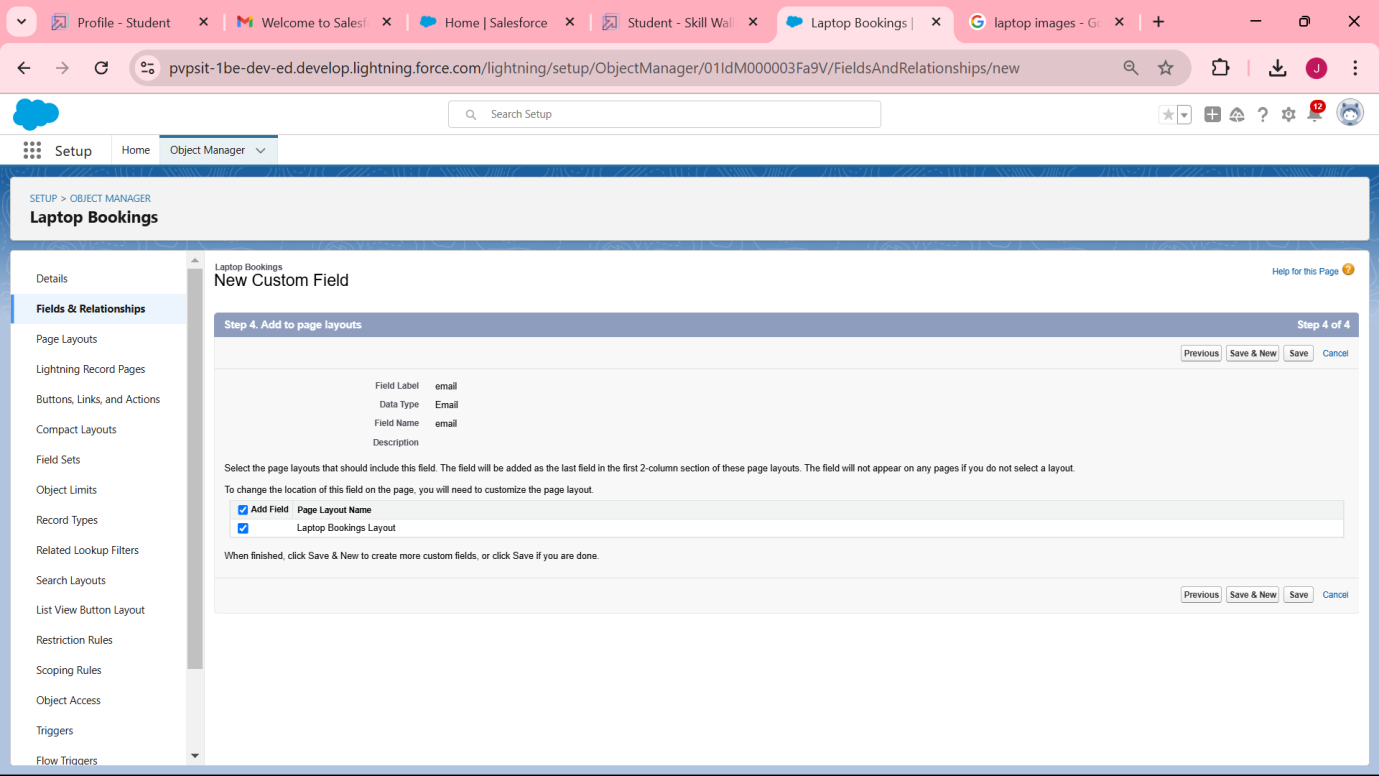 Profile - Student
Welcome to Salesf
Home | Salesforce
Student - Skill Wall
Laptop Bookings |
laptop images - Go
pvpsit-1be-dev-ed.develop.lightning.force.com/lightning/setup/ObjectManager/01IdM000003Fa9V/FieldsAndRelationships/new
J
Search Setup
12
Setup
Home
Object Manager
SETUP > OBJECT MANAGER
Laptop Bookings
Details
Fields & Relationships
Page Layouts
Lightning Record Pages
Buttons, Links, and Actions
Compact Layouts
Field Sets
Object Limits
Record Types
Related Lookup Filters
Search Layouts
List View Button Layout
Restriction Rules
Scoping Rules
Object Access
Triggers
Flow Triggers
Laptop Bookings
New Custom Field
Help for this Page
Step 4. Add to page layouts
Step 4 of 4
Previous Save & New Save Cancel
Field Label email
Data Type Email
Field Name email
Description
Select the page layouts that should include this field. The field will be added as the last field in the first 2-column section of these page layouts. The field will not appear on any pages if you do not select a layout.
To change the location of this field on the page, you will need to customize the page layout.
Add Field Page Layout Name
Laptop Bookings Layout
When finished, click Save & New to create more custom fields, or click Save if you are done.
Previous Save & New Save Cancel